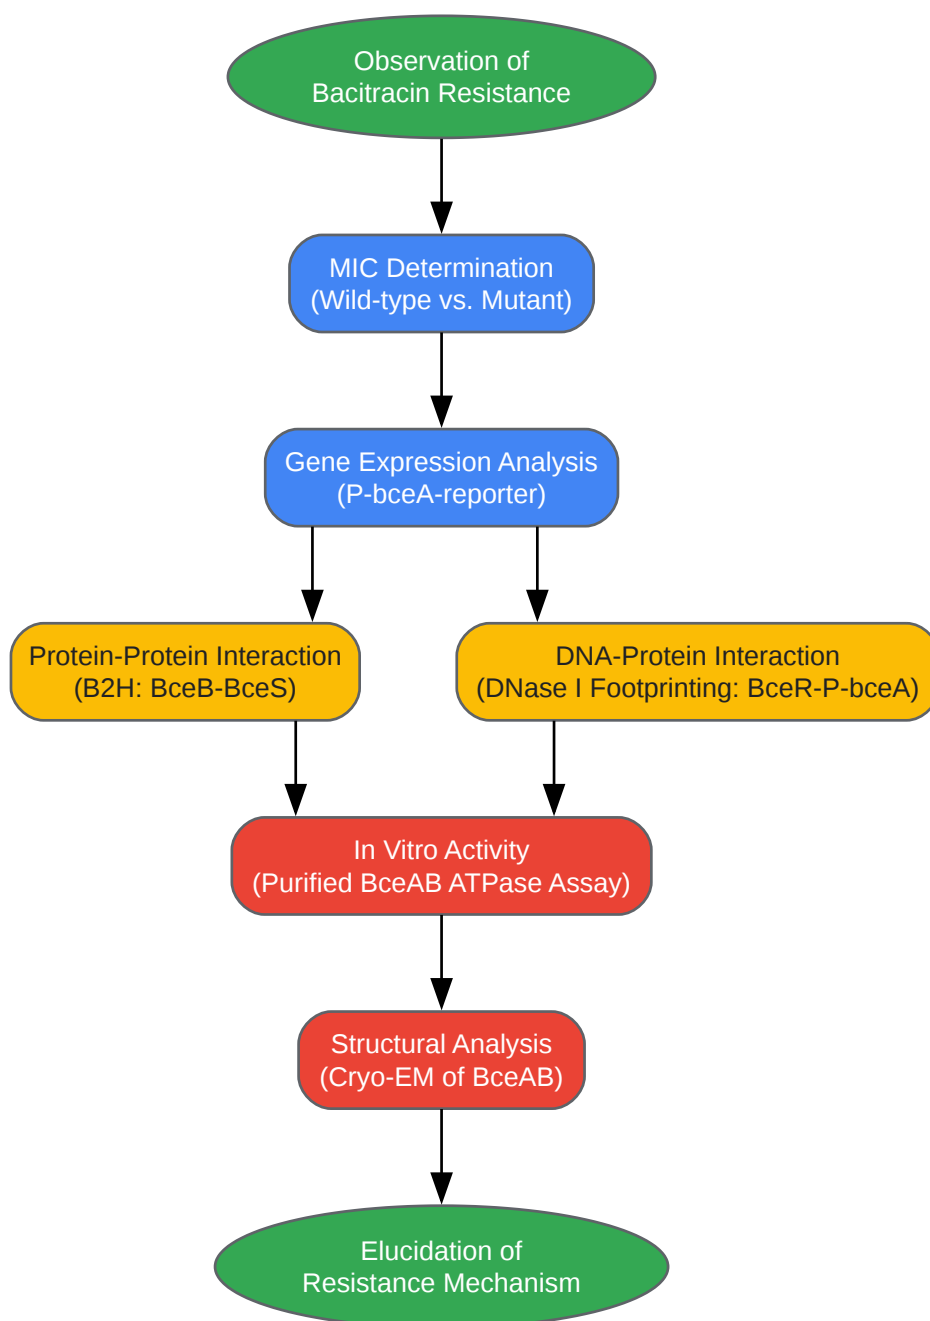 Observation of
Bacitracin Resistance
MIC Determination
(Wild-type vs. Mutant)
Gene Expression Analysis
(P-bceA-reporter)
Protein-Protein Interaction
(B2H: BceB-BceS)
DNA-Protein Interaction
(DNase I Footprinting: BceR-P-bceA)
In Vitro Activity
(Purified BceAB ATPase Assay)
Structural Analysis
(Cryo-EM of BceAB)
Elucidation of
Resistance Mechanism